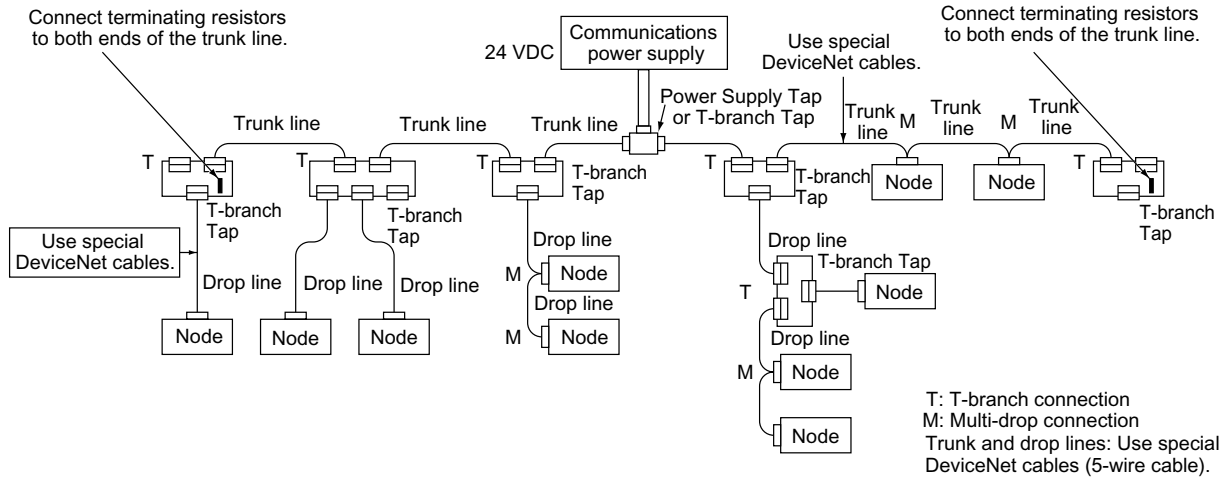 Connect terminating resistors
to both ends of the trunk line.
24 VDC
Communications
power supply
Use special
DeviceNet cables.
Connect terminating resistors
to both ends of the trunk line.
Power Supply Tap
or T-branch Tap
Trunk line
Trunk line
Trunk line
Trunk
line
M
Trunk
line
M
Trunk
line
T
T
T
T
T
T-branch
Tap
T-branch
Tap
T-branch
Tap
T-branch
Tap
Node
Node
T-branch
Tap
Use special
DeviceNet cables.
Drop line
Drop line
Drop line
Drop line
M
Node
Drop line
M
Node
Node
Node
Node
Drop line
T-branch Tap
T
Node
Drop line
M
Node
Node
T: T-branch connection
M: Multi-drop connection
Trunk and drop lines: Use special
DeviceNet cables (5-wire cable).